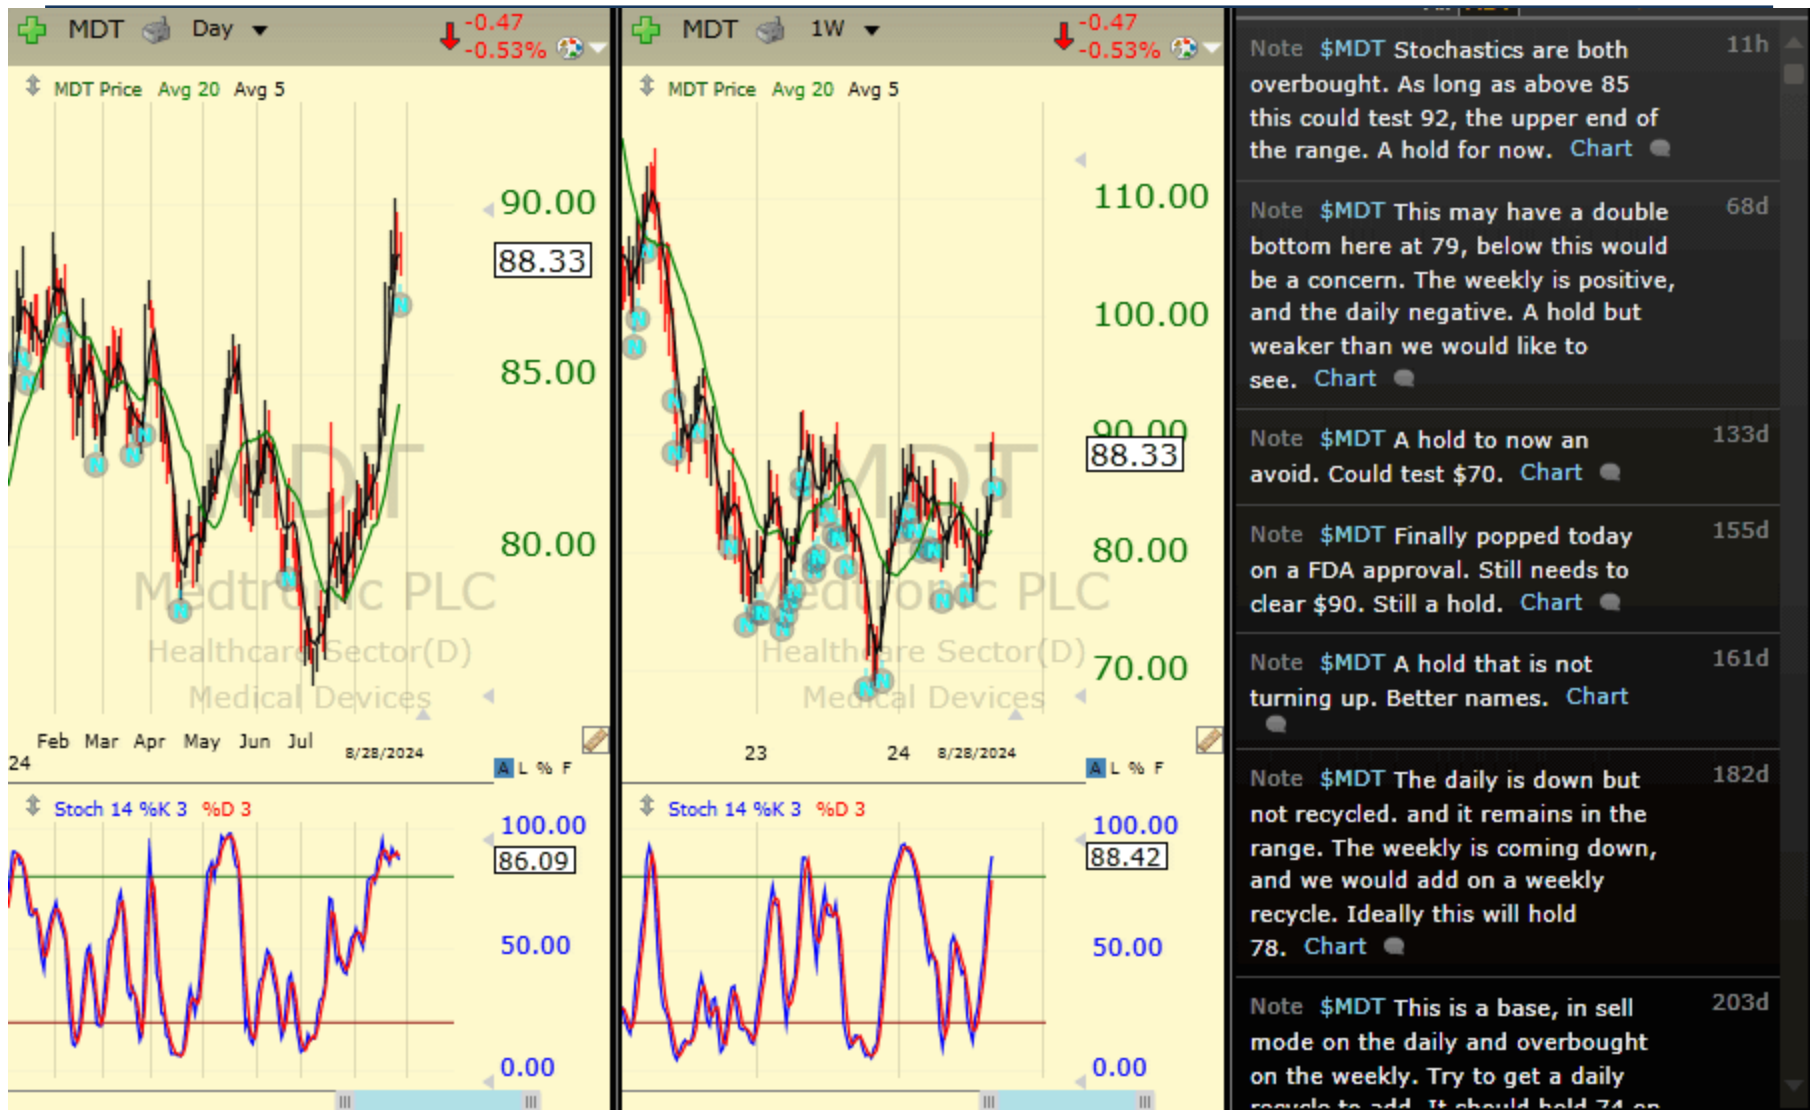 MDT Day -0.47
-0.53%
MDT Price Avg 20 Avg 5
90.00
88.33
85.00
80.00
MDT
Medtronic PLC
Healthcare Sector(D)
Medical Devices
N
N
N
N
N
N
N
N
N
Feb Mar Apr May Jun Jul 8/28/2024
24
A L % F
Stoch 14 %K 3 %D 3
100.00
86.09
50.00
0.00
MDT 1W -0.47
-0.53%
MDT Price Avg 20 Avg 5
110.00
100.00
90.00
88.33
80.00
70.00
MDT
Medtronic PLC
Healthcare Sector(D)
Medical Devices
23 24 8/28/2024
A L % F
Stoch 14 %K 3 %D 3
100.00
88.42
50.00
0.00
Note $MDT Stochastics are both 11h
overbought. As long as above 85
this could test 92, the upper end of
the range. A hold for now. Chart
Note $MDT This may have a double 68d
bottom here at 79, below this would
be a concern. The weekly is positive,
and the daily negative. A hold but
weaker than we would like to
see. Chart
Note $MDT A hold to now an 133d
avoid. Could test $70. Chart
Note $MDT Finally popped today 155d
on a FDA approval. Still needs to
clear $90. Still a hold. Chart
Note $MDT A hold that is not 161d
turning up. Better names. Chart
Note $MDT The daily is down but 182d
not recycled. and it remains in the
range. The weekly is coming down,
and we would add on a weekly
recycle. Ideally this will hold
78. Chart
Note $MDT This is a base, in sell 203d
mode on the daily and overbought
on the weekly. Try to get a daily
recycle to add. It should hold 74 on